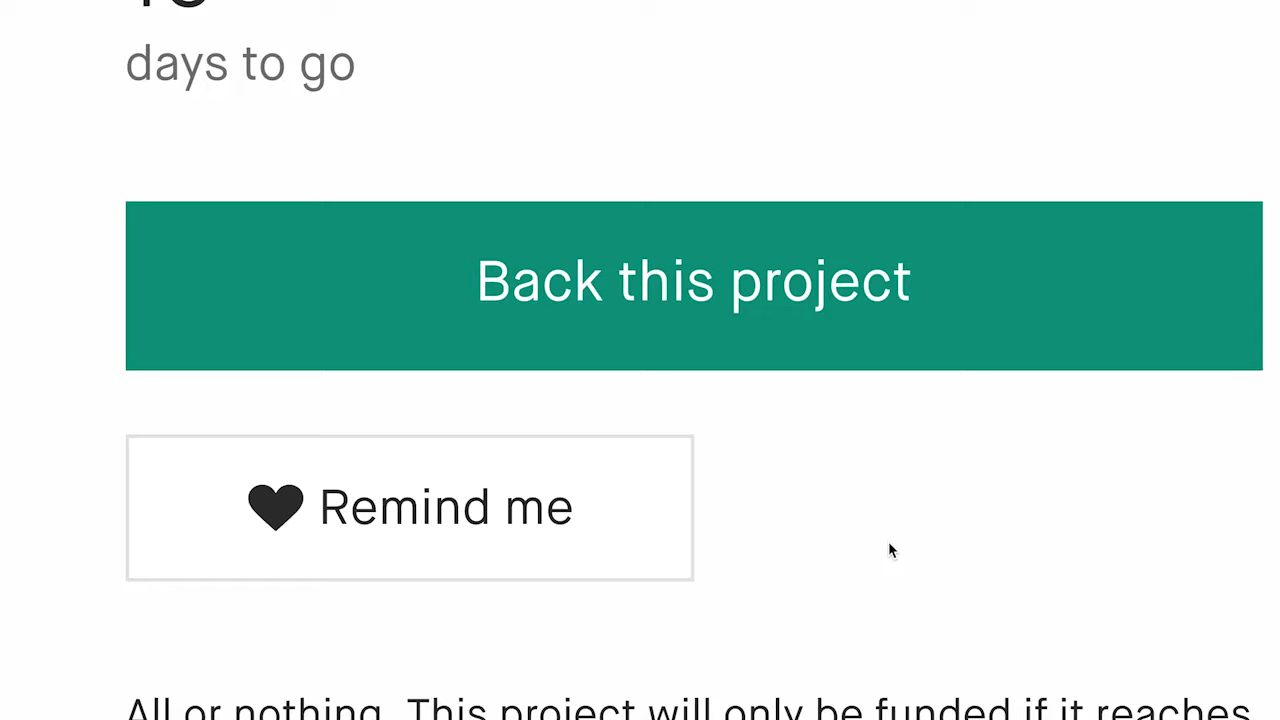 days to go
Back this project
Remind me
All or nothing. This project will only be funded if it reaches